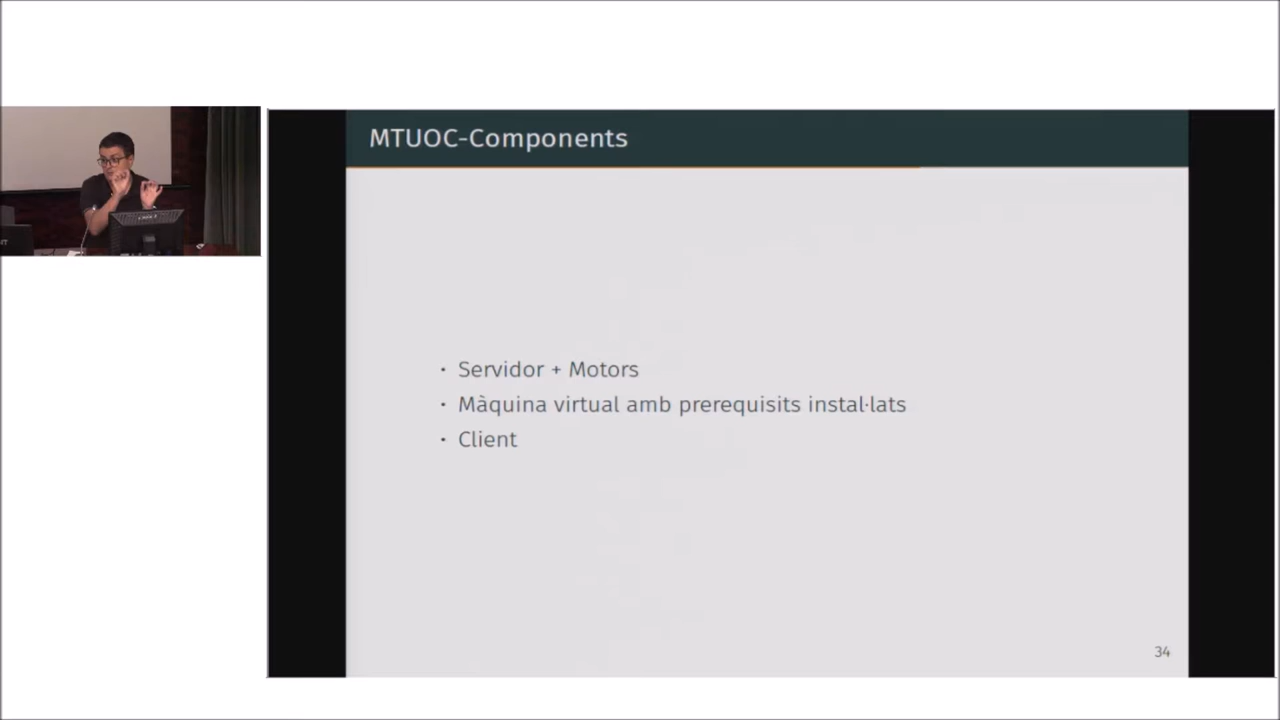 MTUOC-Components
· Servidor + Motors
· Màquina virtual amb prerequisits instal·lats
· Client
34